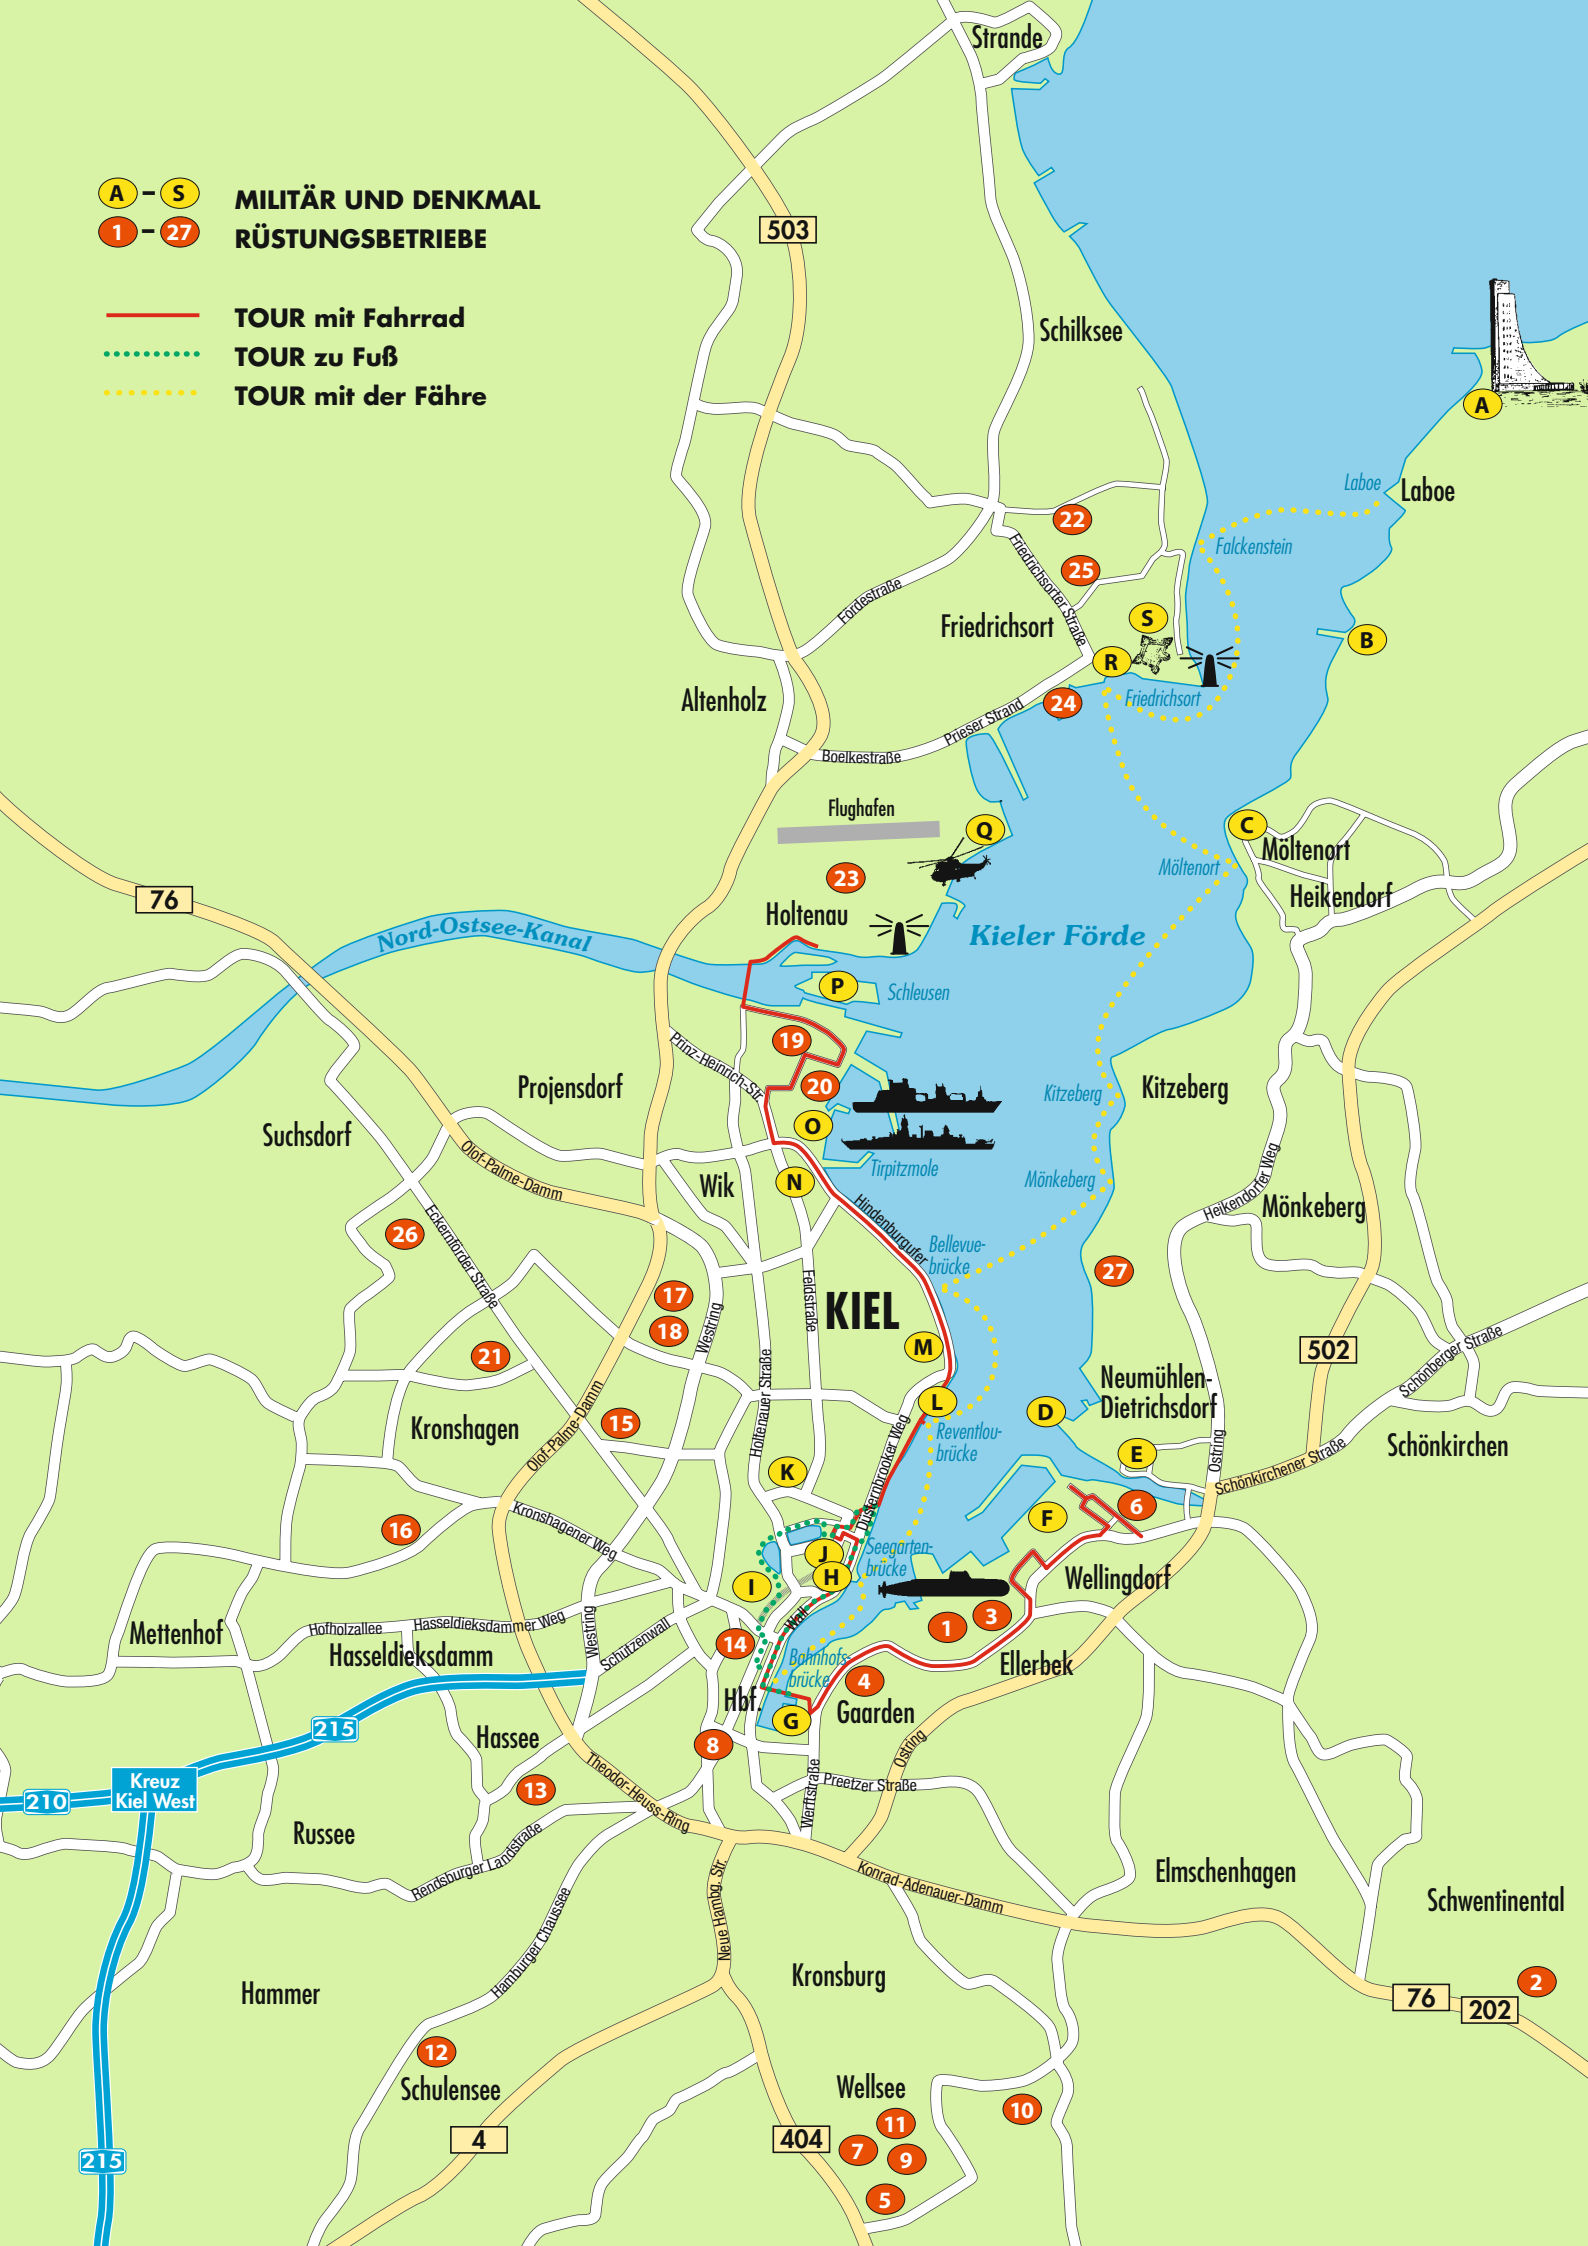 Strande
A – S MILITÄR UND DENKMAL
1 – 27 RÜSTUNGSBETRIEBE
TOUR mit Fahrrad
TOUR zu Fuß
TOUR mit der Fähre
503
Schilksee
A
Laboe
Laboe
22
Falckenstein
25
Friedrichsorter Straße
Fördestraße
S
Friedrichsort
B
R
Altenholz
24
Friedrichsort
Prieser Strand
Boelkestraße
Flughafen
Q
C
Möltenort
Möltenort
23
76
Heikendorf
Holtenau
Nord-Ostsee-Kanal
Kieler Förde
P
Schleusen
19
Prinz-Heinrich-Str.
20
Projensdorf
Kitzeberg
Kitzeberg
O
Suchsdorf
Olof-Palme-Damm
Tirpitzmole
Wik
N
Mönkeberg
Heikendorfer Weg
Mönkeberg
Hindenburgufer
26
Eckernförder Straße
Bellevue-
brücke
27
17
Feldstraße
KIEL
18
Westring
M
502
21
Schönberger Straße
Holtenauer Straße
Neumühlen-
Dietrichsdorf
L
D
15
Kronshagen
Olof-Palme-Damm
Düsternbrooker Weg
Reventlou-
brücke
E
Ostring
Schönkirchen
Schönkirchener Straße
K
6
F
16
Kronshagener Weg
J
Seegarten-
brücke
H
I
Wellingdorf
Mettenhof
Hofholzallee
Hasseldieksdammer Weg
Westring
Schützenwall
Wall
1
3
14
Hasseldieksdamm
Bahnhofs-
brücke
Ellerbek
4
Hbf.
Gaarden
G
215
Hassee
8
Ostring
Kreuz
Kiel West
210
13
Theodor-Heuss-Ring
Werftstraße
Preetzer Straße
Russee
Rendsburger Landstraße
Neue Hambg. Str.
Konrad-Adenauer-Damm
Elmschenhagen
Schwentinental
Hamburger Chaussee
Kronsburg
Hammer
2
76
202
12
Schulensee
Wellsee
10
11
4
404
7
9
215
5